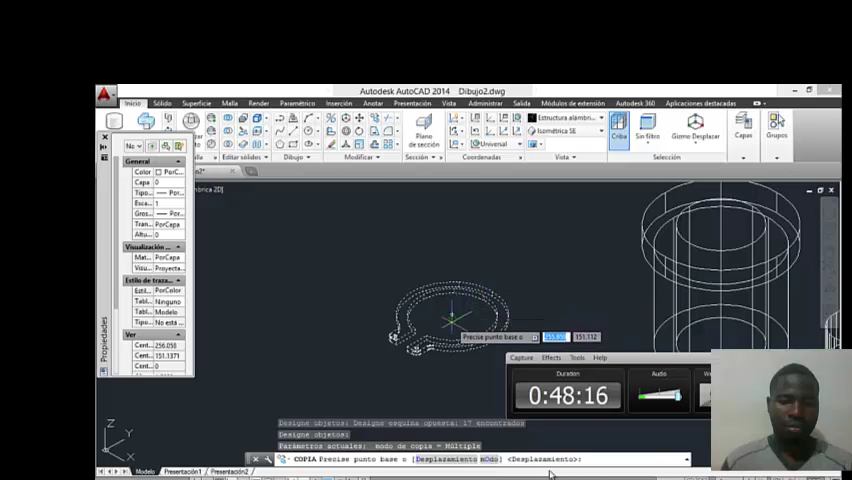 Autodesk AutoCAD 2014 Dibujo2.dwg
Inicio Sólido Superficie Malla Render Paramétrico Inserción Anotar Presentación Vista Administrar Salida Módulos de extensión Autodesk 360 Aplicaciones destacadas
Estructura alámbri...
Isométrica SE
Universal
Plano
de sección
Criba
Sin filtro
Gizmo Desplazar
Capas
Grupos
Editar sólidos
Dibujo
Modificar
Sección
Coordenadas
Vista
Selección
No
General
Color PorC...
Capa 0
Tipo... Por...
Esca... 1
Gros... Por...
Tran... PorCapa
Altu... 0
Visualización
Mat... PorCapa
Visu... Proyecta...
Estilo de traza...
Estil... PorColor
Tabl... Ninguno
Tabl... Modelo
Tipo... No está ...
Ver
Cent... 256.058
Cent... 151.1371
Cent... 0
Propiedades
Precise punto base o
151.112
Capture Effects Tools Help
Duration
0:48:16
Audio
Z
Y
X
Designe objetos: Designe esquina opuesta: 17 encontrados
Designe objetos:
Parámetros actuales: modo de copia = Múltiple
COPIA Precise punto base o [Desplazamiento mOdo] <Desplazamiento>:
Modelo Presentación1 Presentación2